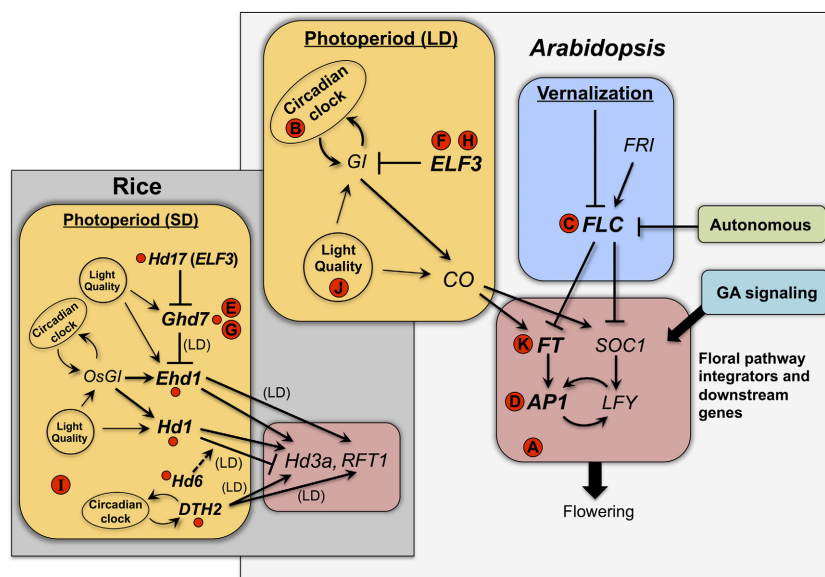 Photoperiod (LD)
Circadian
clock
B
GI
F H
ELF3
Light
Quality
J
CO
Arabidopsis
Vernalization
FRI
C FLC
Autonomous
GA signaling
K FT
SOC1
D AP1
LFY
A
Floral pathway
integrators and
downstream
genes
Flowering
Rice
Photoperiod (SD)
Hd17 (ELF3)
Light
Quality
Ghd7
E
G
(LD)
Circadian
clock
OsGI
Ehd1
(LD)
Light
Quality
Hd1
Hd3a, RFT1
(LD)
Hd6
(LD)
I
Circadian
clock
DTH2
(LD)